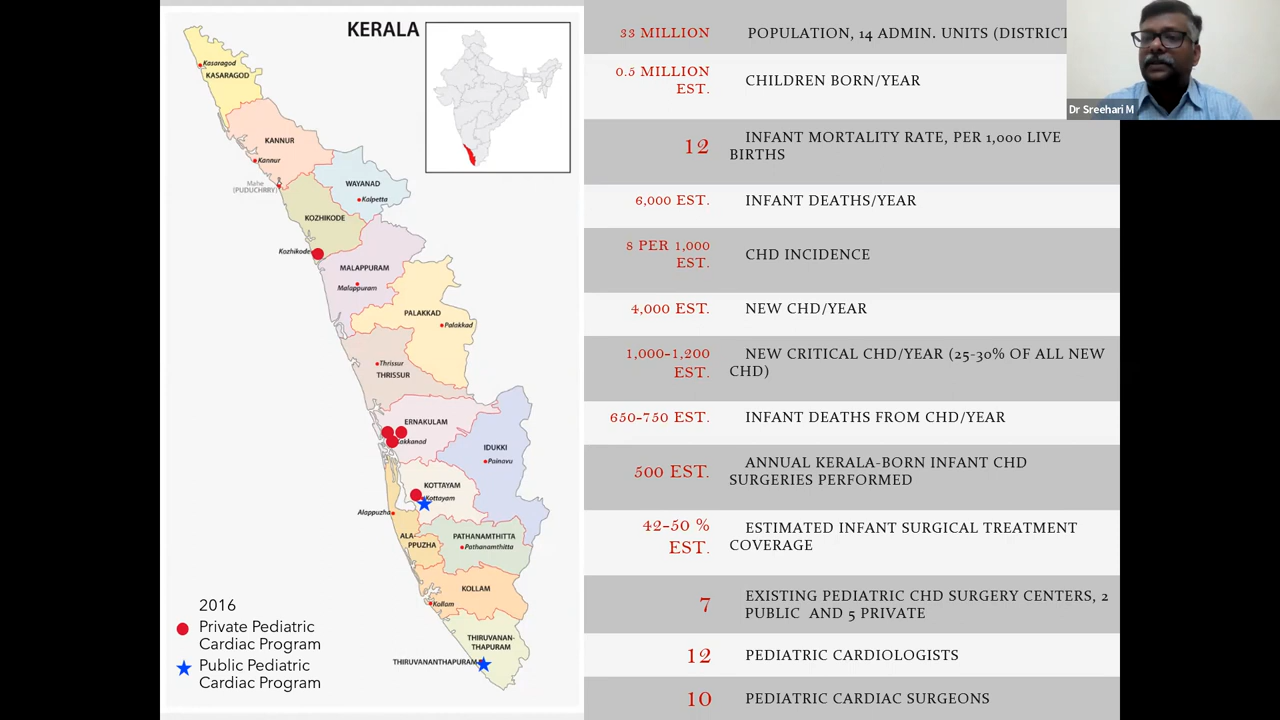 KERALA
Kasaragod
KASARAGOD
KANNUR
Kannur
Mahe
(PUDUCHRRY)
WAYANAD
Kalpetta
KOZHIKODE
Kozhikode
MALAPPURAM
Malappuram
PALAKKAD
Palakkad
Thrissur
THRISSUR
ERNAKULAM
Kakkanad
IDUKKI
Painavu
KOTTAYAM
Kottayam
Alappuzha
ALA-
PPUZHA
PATHANAMTHITTA
Pathanamthitta
KOLLAM
Kollam
THIRUVANAN-
THAPURAM
THIRUVANANTHAPURAM
2016
Private Pediatric
Cardiac Program
Public Pediatric
Cardiac Program
33 MILLION POPULATION, 14 ADMIN. UNITS (DISTRICT
0.5 MILLION
EST.
CHILDREN BORN/YEAR
12
INFANT MORTALITY RATE, PER 1,000 LIVE
BIRTHS
6,000 EST. INFANT DEATHS/YEAR
8 PER 1,000
EST.
CHD INCIDENCE
4,000 EST. NEW CHD/YEAR
1,000-1,200
EST.
NEW CRITICAL CHD/YEAR (25-30% OF ALL NEW
CHD)
650-750 EST. INFANT DEATHS FROM CHD/YEAR
500 EST.
ANNUAL KERALA-BORN INFANT CHD
SURGERIES PERFORMED
42-50 %
EST.
ESTIMATED INFANT SURGICAL TREATMENT
COVERAGE
7
EXISTING PEDIATRIC CHD SURGERY CENTERS, 2
PUBLIC AND 5 PRIVATE
12 PEDIATRIC CARDIOLOGISTS
10 PEDIATRIC CARDIAC SURGEONS
Dr Sreehari M